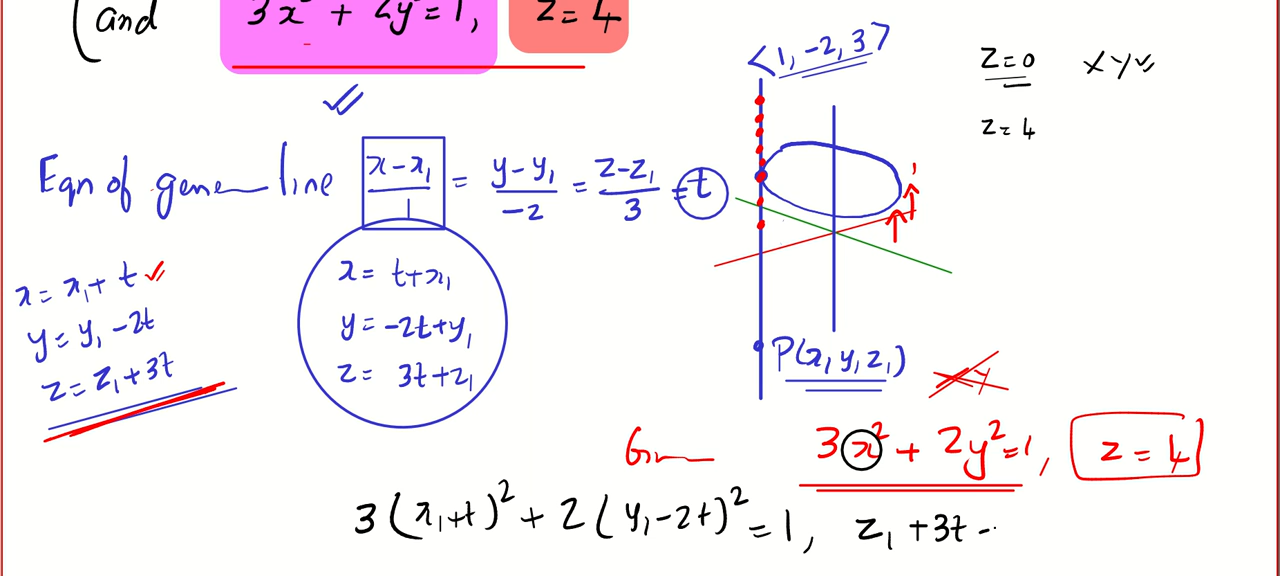 (and 3x² + 2y² = 1, z = 4
<1, -2, 3>
z = 0 xy
z = 4
Eqn of line x - x₁ / 1 = y - y₁ / -2 = z - z₁ / 3 = t
x = t + x₁
y = -2t + y₁
z = 3t + z₁
x = x₁ + t
y = y₁ - 2t
z = z₁ + 3t
P(x₁ y₁ z₁)
3x² + 2y² = 1, z = 4
3(x₁ + t)² + 2(y₁ - 2t)² = 1, z₁ + 3t -